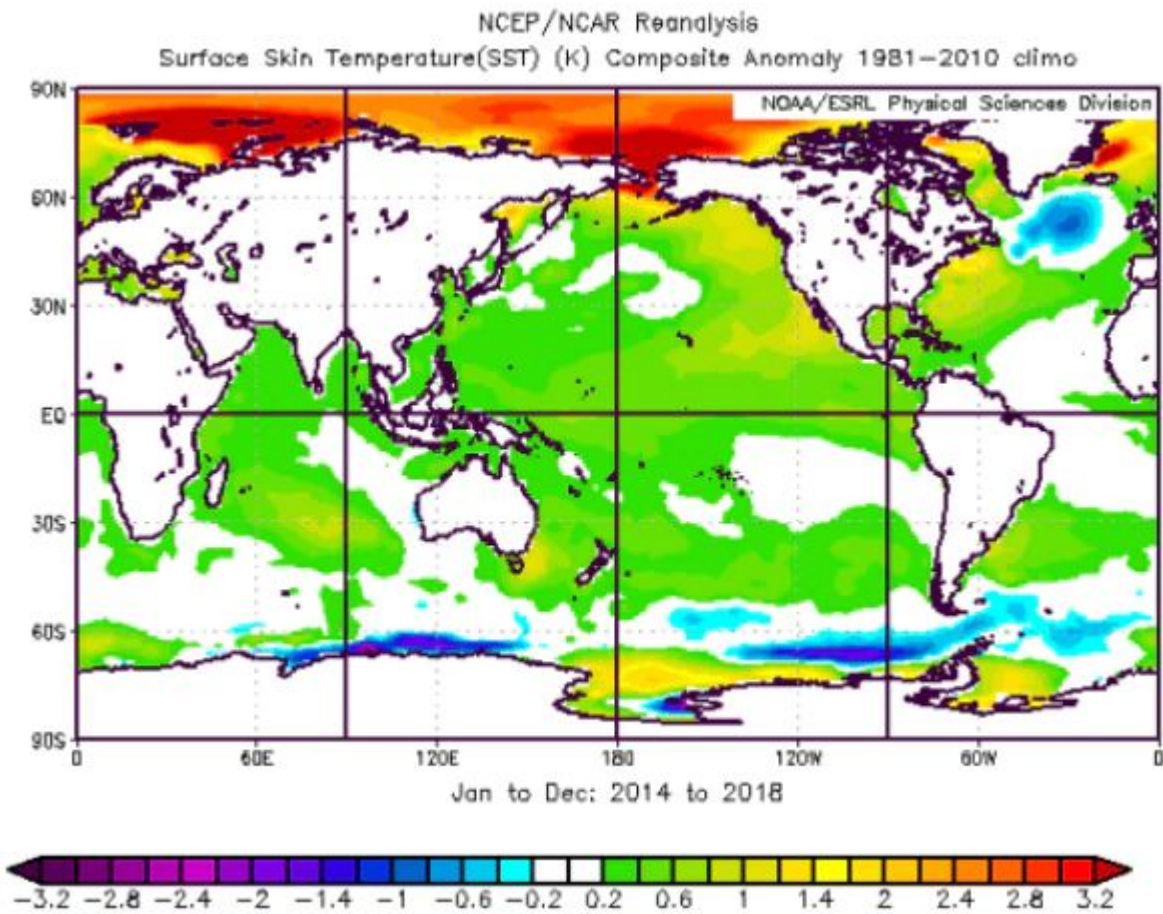 NCEP/NCAR Reanalysis
Surface Skin Temperature(SST) (K) Composite Anomaly 1981-2010 climo
NOAA/ESRL Physical Sciences Division
90N
60N
30N
EQ
30S
60S
90S
0 60E 120E 180 120W 60W 0
Jan to Dec: 2014 to 2018
-3.2 -2.8 -2.4 -2 -1.4 -1 -0.6 -0.2 0.2 0.6 1 1.4 2 2.4 2.8 3.2